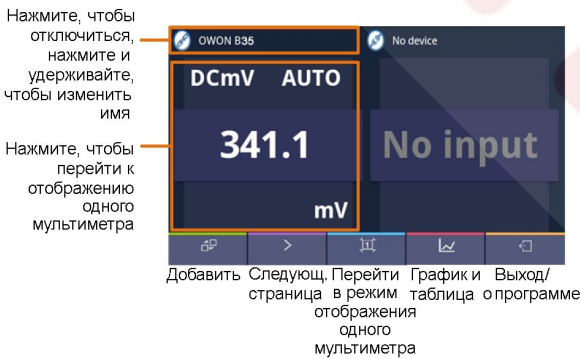 Нажмите, чтобы
отключиться,
нажмите и
удерживайте,
чтобы изменить
имя
Нажмите, чтобы
перейти к
отображению
одного
мультиметра
OWON B35
No device
DCmV AUTO
341.1
mV
No input
Добавить
Следующ.
страница
Перейти
в режим
отображения
одного
мультиметра
График и
таблица
Выход/
о программе